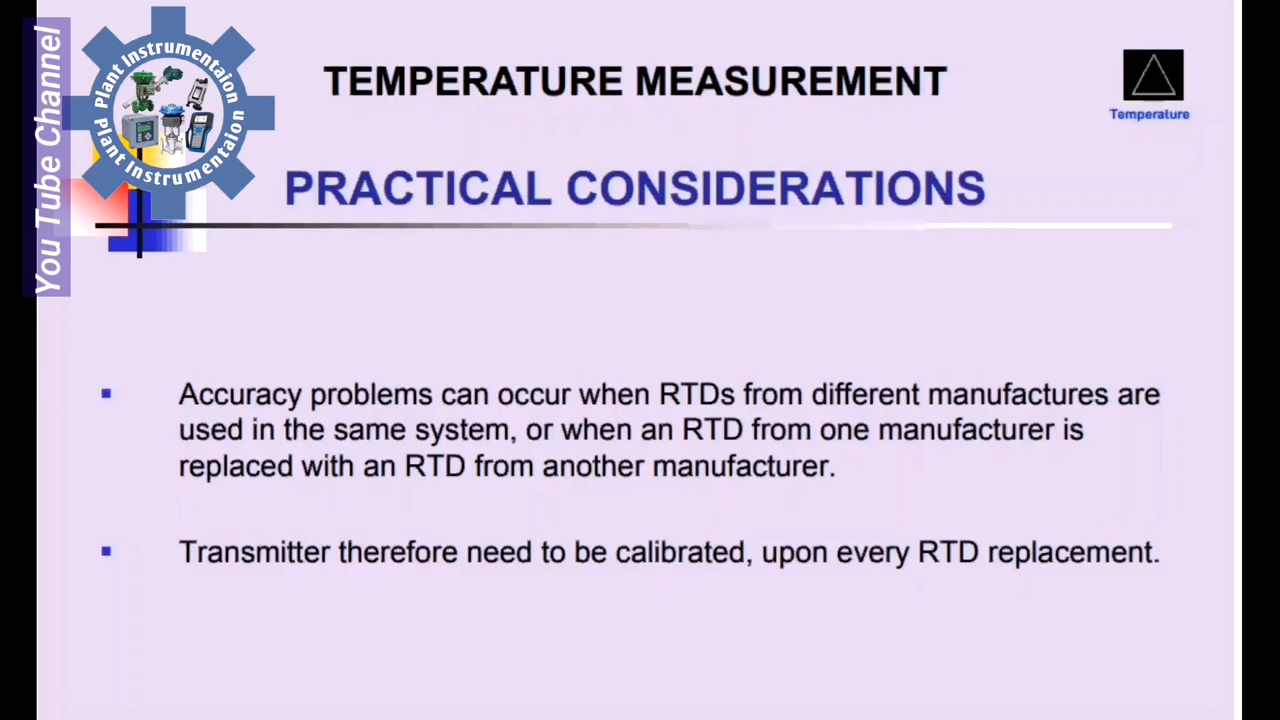 You Tube Channel
Plant Instrumentaion
Plant Instrumentaion
TEMPERATURE MEASUREMENT
Temperature
PRACTICAL CONSIDERATIONS
Accuracy problems can occur when RTDs from different manufactures are
used in the same system, or when an RTD from one manufacturer is
replaced with an RTD from another manufacturer.
Transmitter therefore need to be calibrated, upon every RTD replacement.